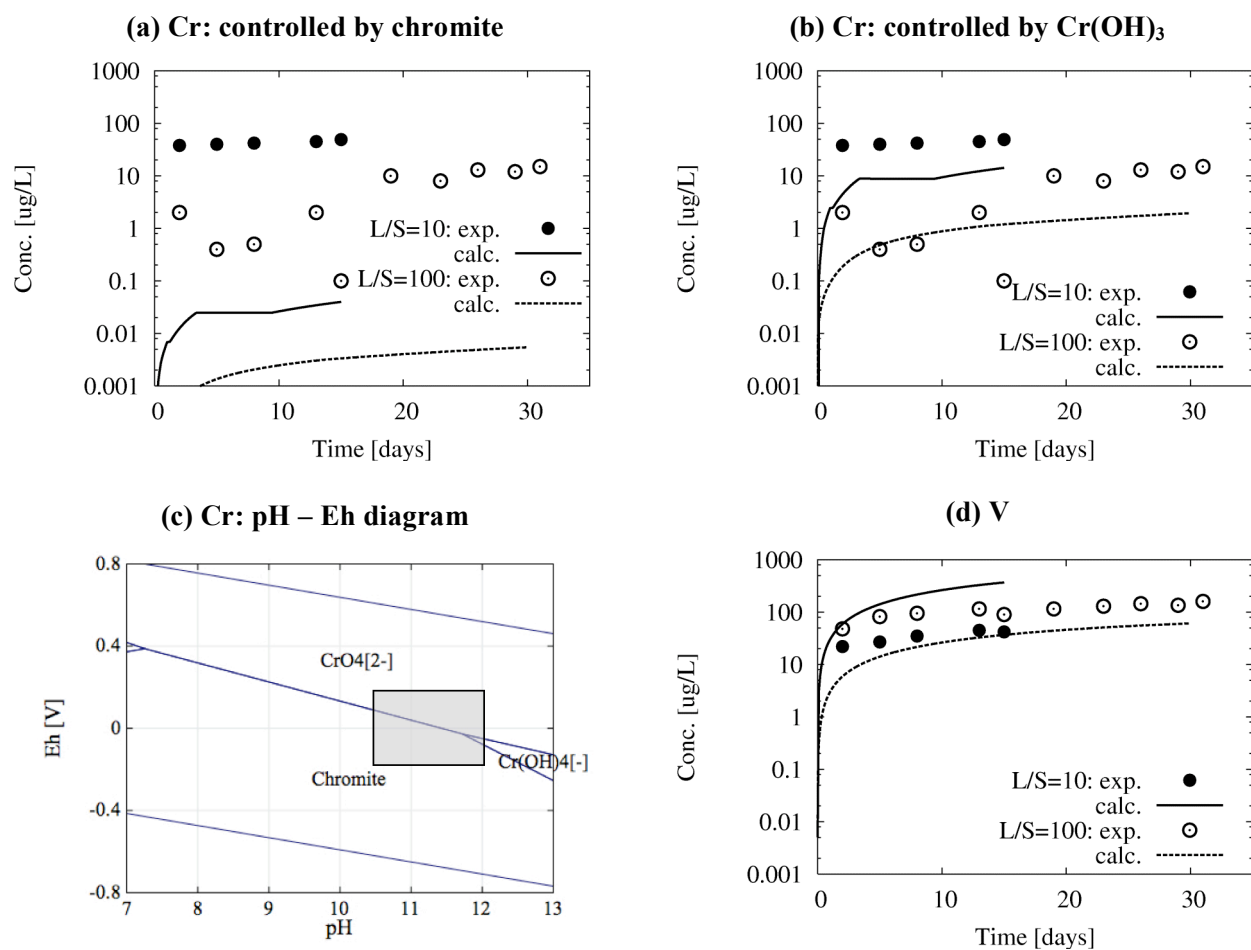 (a) Cr: controlled by chromite
1000
100
10
1
0.1
0.01
0.001
Conc. [ug/L]
L/S=10: exp.
calc.
L/S=100: exp.
calc.
0 10 20 30
Time [days]
(b) Cr: controlled by Cr(OH)₃
1000
100
10
1
0.1
0.01
0.001
Conc. [ug/L]
L/S=10: exp.
calc.
L/S=100: exp.
calc.
0 10 20 30
Time [days]
(c) Cr: pH – Eh diagram
0.8
0.4
0
-0.4
-0.8
Eh [V]
CrO4[2-]
Cr(OH)4[-]
Chromite
7 8 9 10 11 12 13
pH
(d) V
1000
100
10
1
0.1
0.01
0.001
Conc. [ug/L]
L/S=10: exp.
calc.
L/S=100: exp.
calc.
0 10 20 30
Time [days]